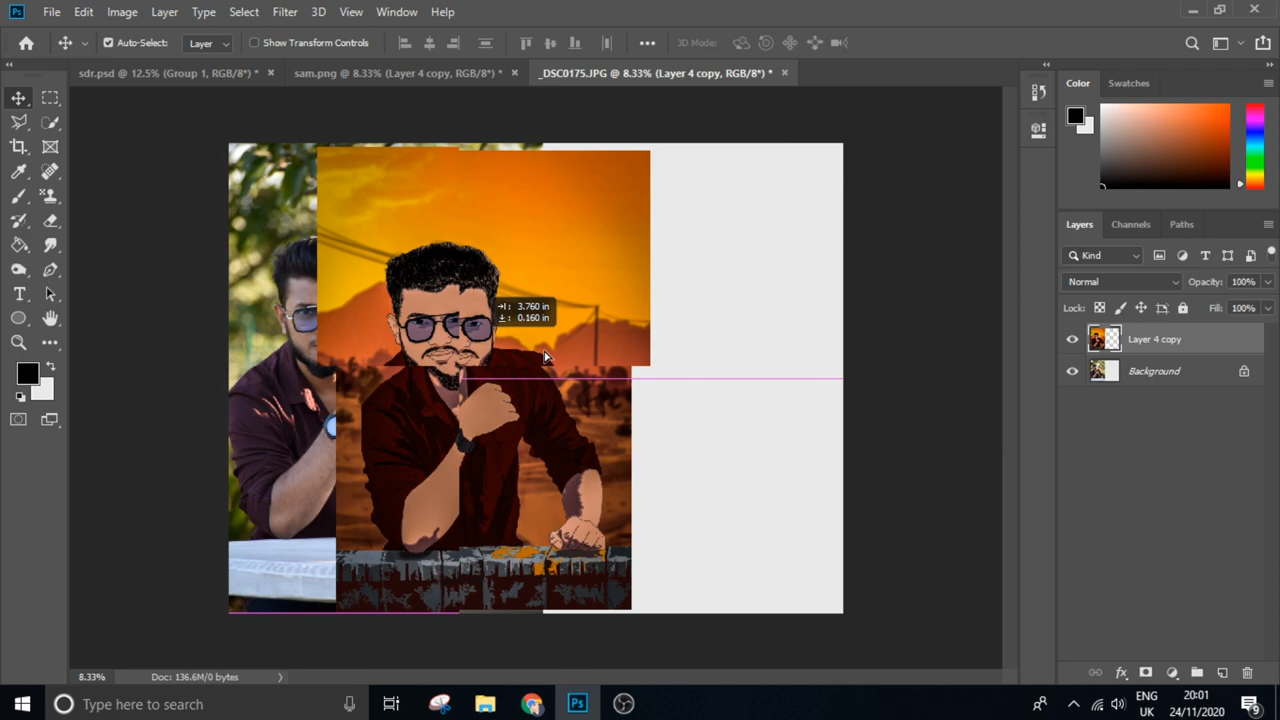 Ps File Edit Image Layer Type Select Filter 3D View Window Help
Auto-Select: Layer Show Transform Controls 3D Mode:
sdr.psd @ 12.5% (Group 1, RGB/8*) * × sam.png @ 8.33% (Layer 4 copy, RGB/8*) * × _DSC0175.JPG @ 8.33% (Layer 4 copy, RGB/8*) * ×
Color Swatches
3.760 in
0.160 in
Layers Channels Paths
Kind
Normal Opacity: 100%
Lock: Fill: 100%
Layer 4 copy
Background
8.33% Doc: 136.6M/0 bytes
Type here to search
Ps
ENG
UK
20:01
24/11/2020
9